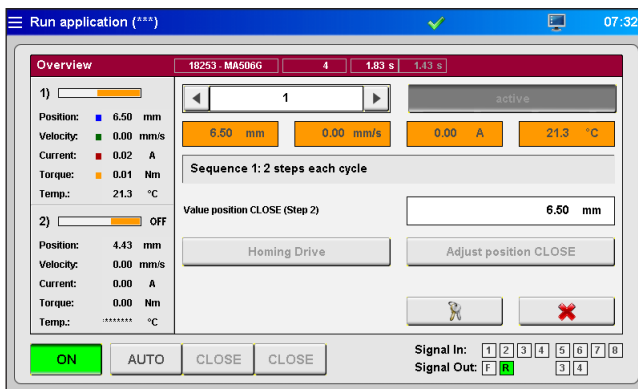 Run application (***) 07:32
Overview 18253 - MA506G 4 1.83 s 1.43 s
1)
Position: 6.50 mm
Velocity: 0.00 mm/s
Current: 0.02 A
Torque: 0.01 Nm
Temp.: 21.3 °C
2) OFF
Position: 4.43 mm
Velocity: 0.00 mm/s
Current: 0.00 A
Torque: 0.00 Nm
Temp.: :******* °C
1 active
6.50 mm 0.00 mm/s 0.00 A 21.3 °C
Sequence 1: 2 steps each cycle
Value position CLOSE (Step 2) 6.50 mm
Homing Drive Adjust position CLOSE
ON AUTO CLOSE CLOSE
Signal In: 1 2 3 4 5 6 7 8
Signal Out: F R 3 4